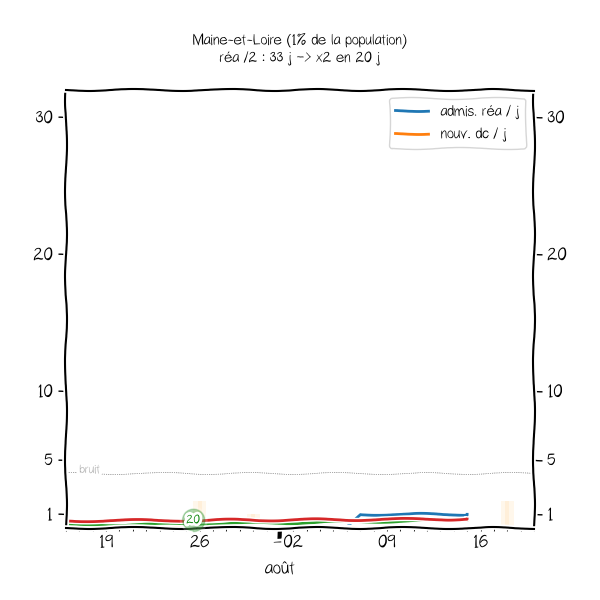 Maine-et-Loire (1% de la population)
réa /2 : 33 j -> x2 en 20 j
admis. réa / j
nouv. dc / j
30 30
20 20
10 10
5 5
bruit
1 1
20
19 26 02 09 16
août